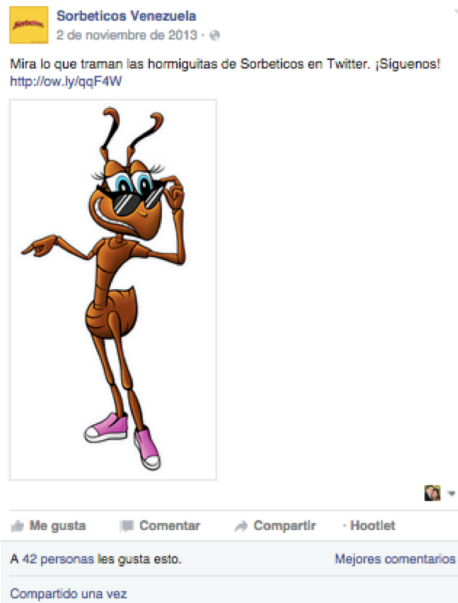 Sorbeticos
Sorbeticos Venezuela
2 de noviembre de 2013 ·
Mira lo que traman las hormiguitas de Sorbeticos en Twitter. ¡Siguenos!
http://ow.ly/qqF4W
Me gusta Comentar Compartir · Hootlet
A 42 personas les gusta esto. Mejores comentarios
Compartido una vez